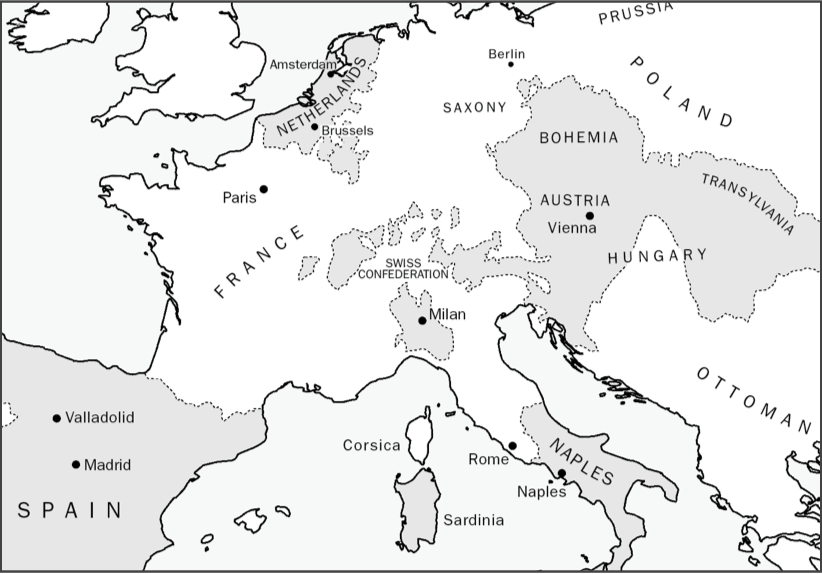 PRUSSIA
Berlin
Amsterdam
POLAND
NETHERLANDS
SAXONY
Brussels
BOHEMIA
TRANSYLVANIA
Paris
AUSTRIA
Vienna
FRANCE
HUNGARY
SWISS
CONFEDERATION
Milan
OTTOMAN
Valladolid
Corsica
Rome
NAPLES
Madrid
Naples
SPAIN
Sardinia